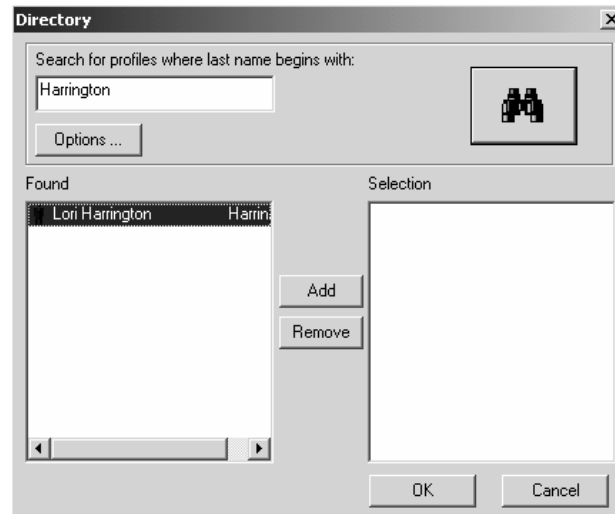 Directory
Search for profiles where last name begins with:
Harrington
Options ...
Found
Selection
Lori Harrington
Add
Remove
OK
Cancel